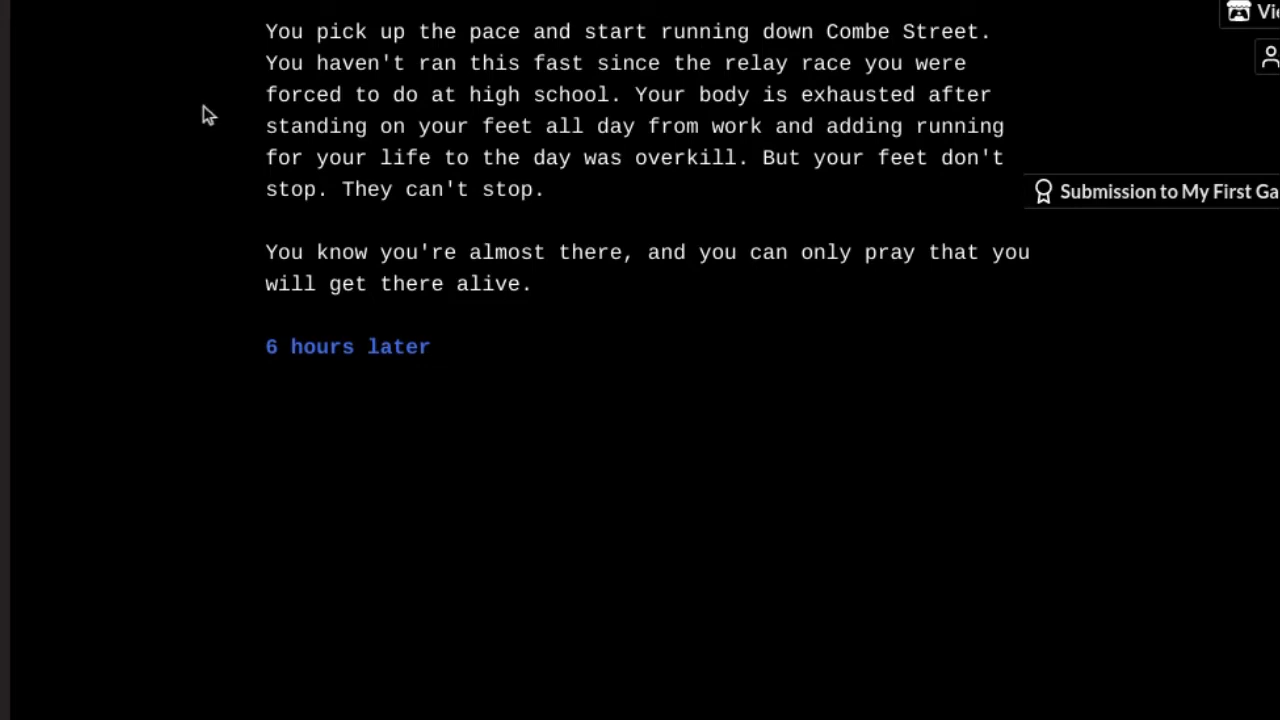 You pick up the pace and start running down Combe Street.
You haven't ran this fast since the relay race you were
forced to do at high school. Your body is exhausted after
standing on your feet all day from work and adding running
for your life to the day was overkill. But your feet don't
stop. They can't stop.
You know you're almost there, and you can only pray that you
will get there alive.
6 hours later
Submission to My First Ga